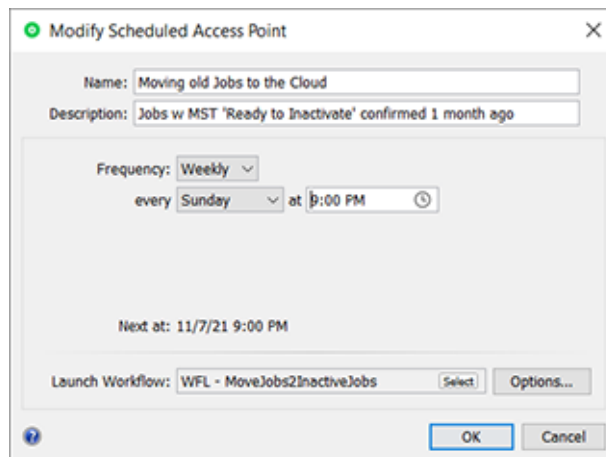 Modify Scheduled Access Point
Name: Moving old Jobs to the Cloud
Description: Jobs w MST 'Ready to Inactivate' confirmed 1 month ago
Frequency: Weekly
every Sunday at 9:00 PM
Next at: 11/7/21 9:00 PM
Launch Workflow: WFL - MoveJobs2InactiveJobs Select Options...
? OK Cancel